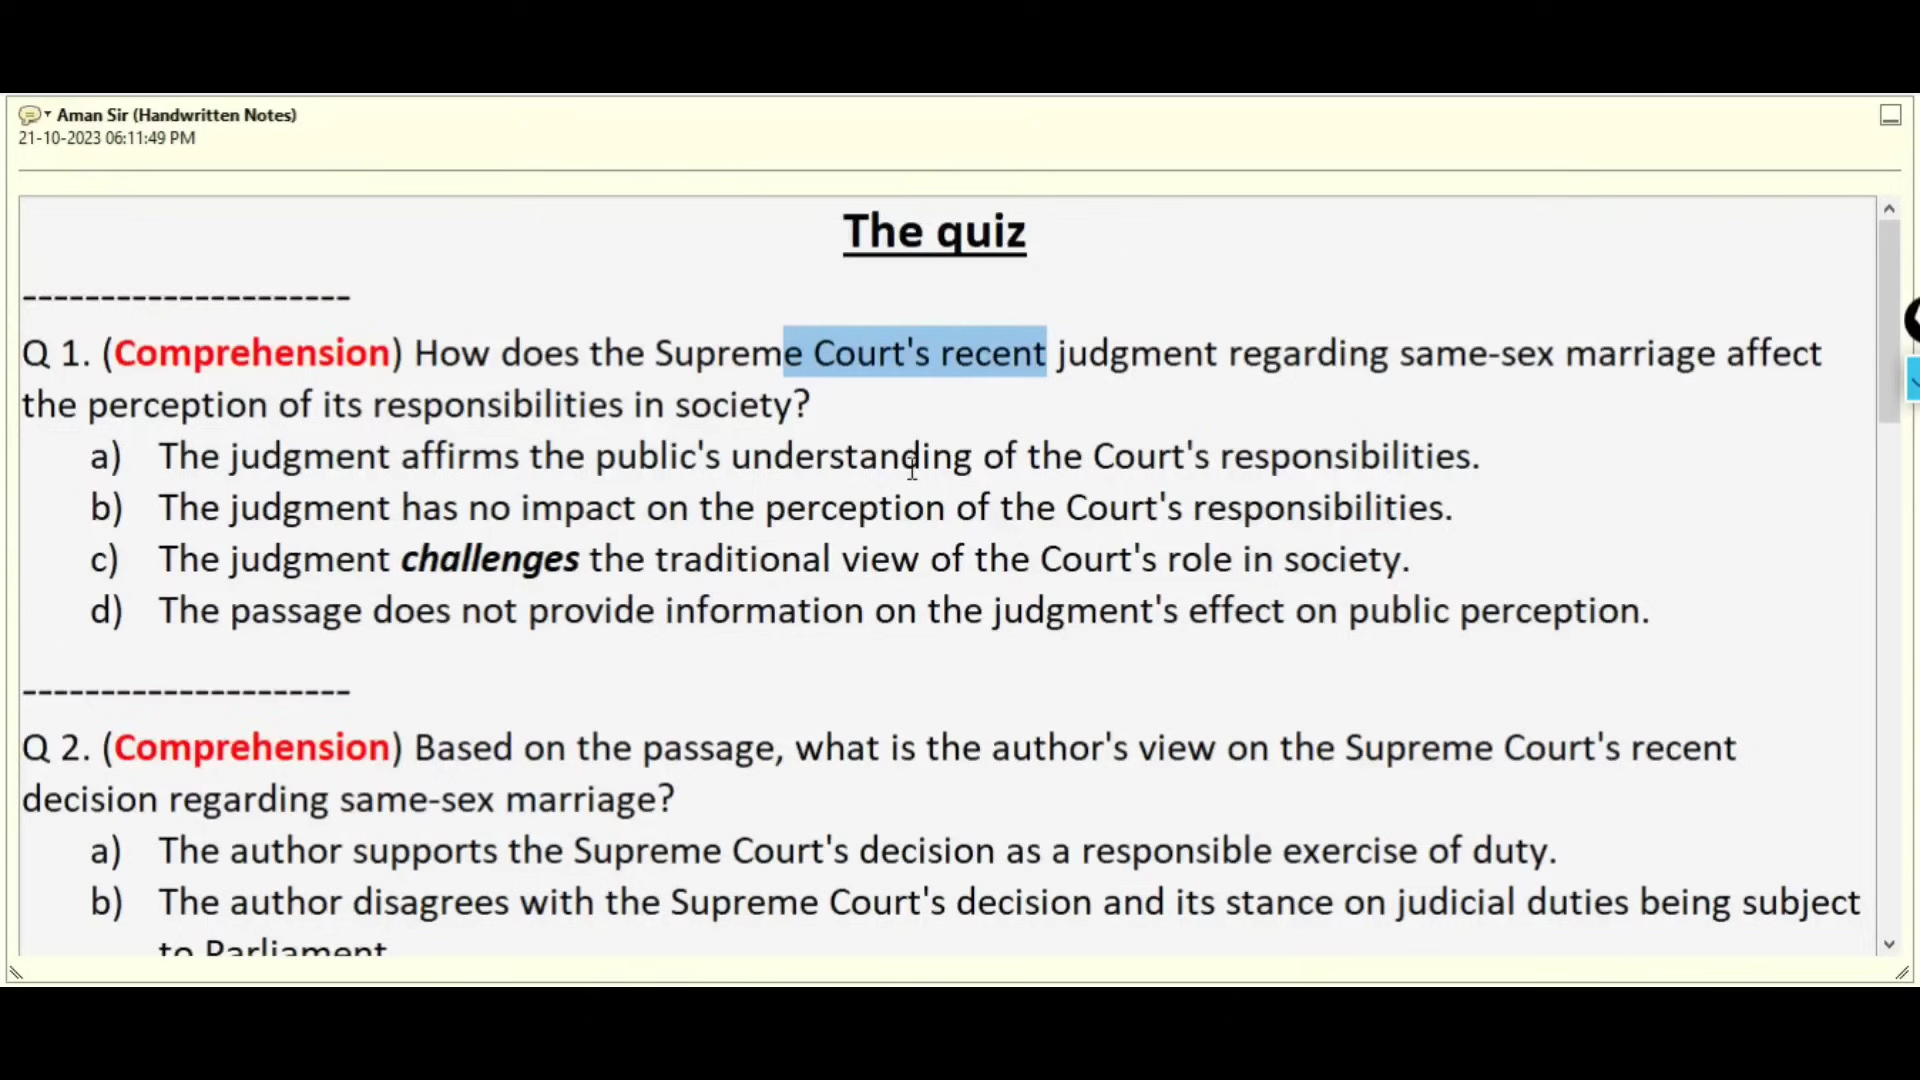 Aman Sir (Handwritten Notes)
21-10-2023 06:11:49 PM
The quiz
---------------------
Q 1. (Comprehension) How does the Supreme Court's recent judgment regarding same-sex marriage affect
the perception of its responsibilities in society?
a) The judgment affirms the public's understanding of the Court's responsibilities.
b) The judgment has no impact on the perception of the Court's responsibilities.
c) The judgment challenges the traditional view of the Court's role in society.
d) The passage does not provide information on the judgment's effect on public perception.
---------------------
Q 2. (Comprehension) Based on the passage, what is the author's view on the Supreme Court's recent
decision regarding same-sex marriage?
a) The author supports the Supreme Court's decision as a responsible exercise of duty.
b) The author disagrees with the Supreme Court's decision and its stance on judicial duties being subject
to Parliament